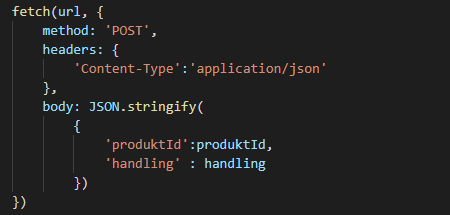 fetch(url, {
    method: 'POST',
    headers: {
        'Content-Type':'application/json'
    },
    body: JSON.stringify(
        {
            'produktId':produktId,
            'handling' : handling
        })
})